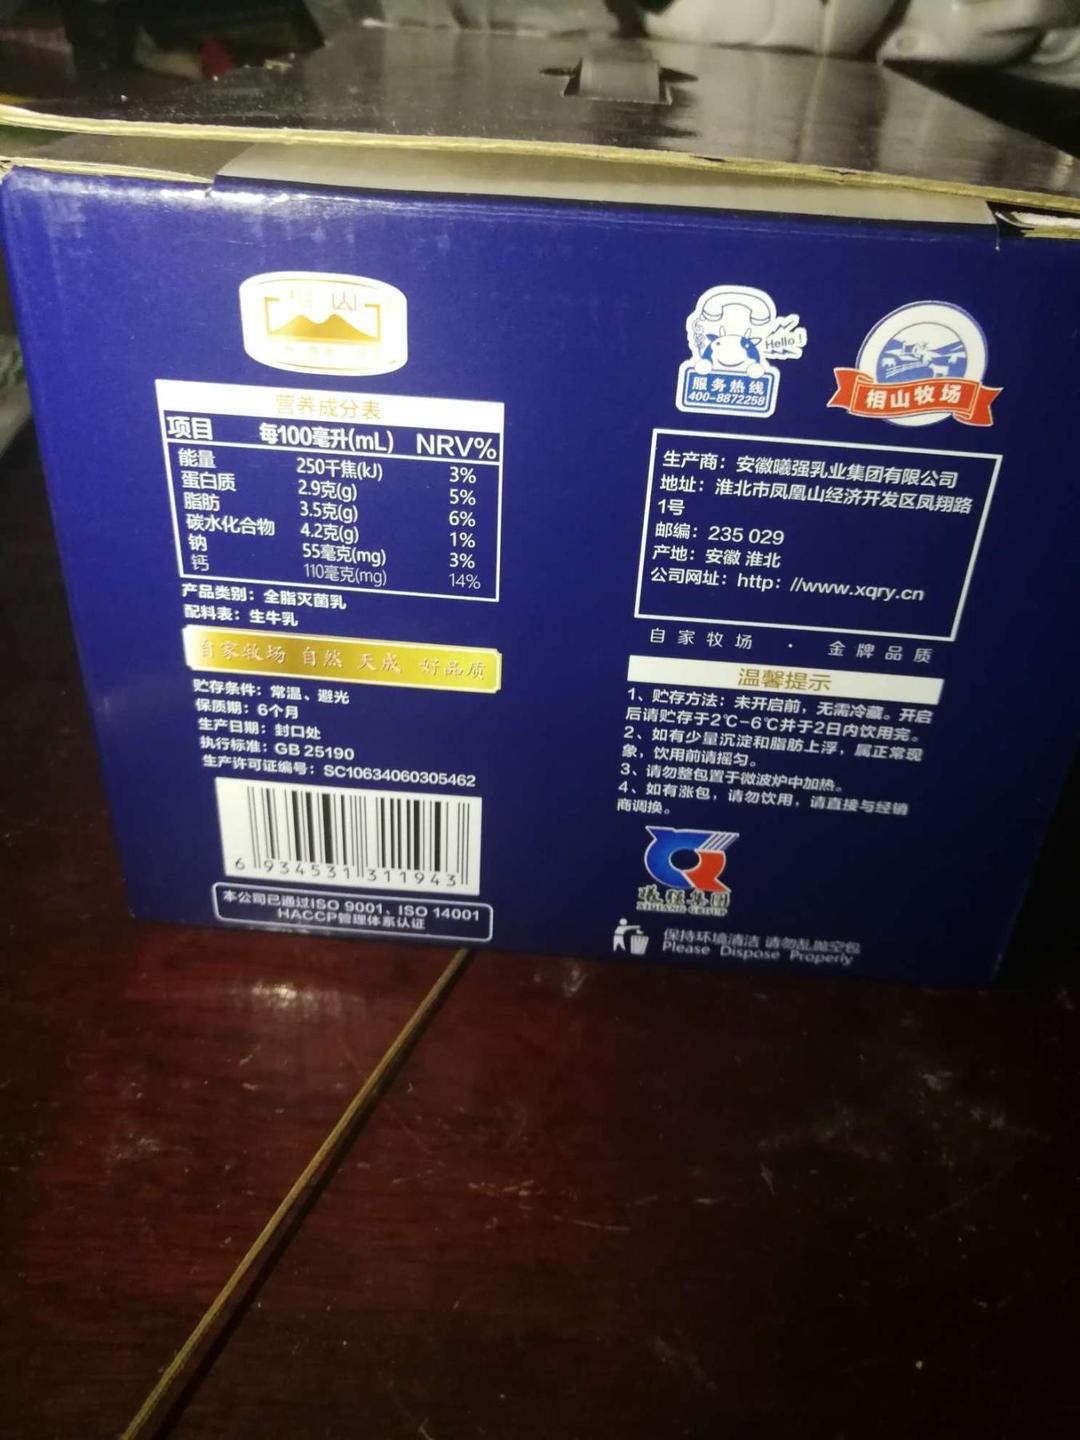 相山
营养成分表
项目 每100毫升(mL) NRV%
能量 250千焦(kJ) 3%
蛋白质 2.9克(g) 5%
脂肪 3.5克(g) 6%
碳水化合物 4.2克(g) 1%
钠 55毫克(mg) 3%
钙 110毫克(mg) 14%
产品类别：全脂灭菌乳
配料表：生牛乳
自家牧场 自然 天成 好品质
贮存条件：常温、避光
保质期：6个月
生产日期：封口处
执行标准：GB 25190
生产许可证编号：SC10634060305462
6 934531 311943
本公司已通过ISO 9001、ISO 14001
HACCP管理体系认证
Hello !
服务热线
400-8872258
相山牧场
生产商：安徽曦强乳业集团有限公司
地址：淮北市凤凰山经济开发区凤翔路
1号
邮编：235 029
产地：安徽 淮北
公司网址：http：//www.xqry.cn
自家牧场 · 金牌品质
温馨提示
1、贮存方法：未开启前，无需冷藏。开启
后请贮存于2℃-6℃并于2日内饮用完。
2、如有少量沉淀和脂肪上浮，属正常现
象，饮用前请摇匀。
3、请勿整包置于微波炉中加热。
4、如有涨包，请勿饮用，请直接与经销
商调换。
曦强集团
XIQIANG GROUP
保持环境清洁 请勿乱抛空包
Please Dispose Properly